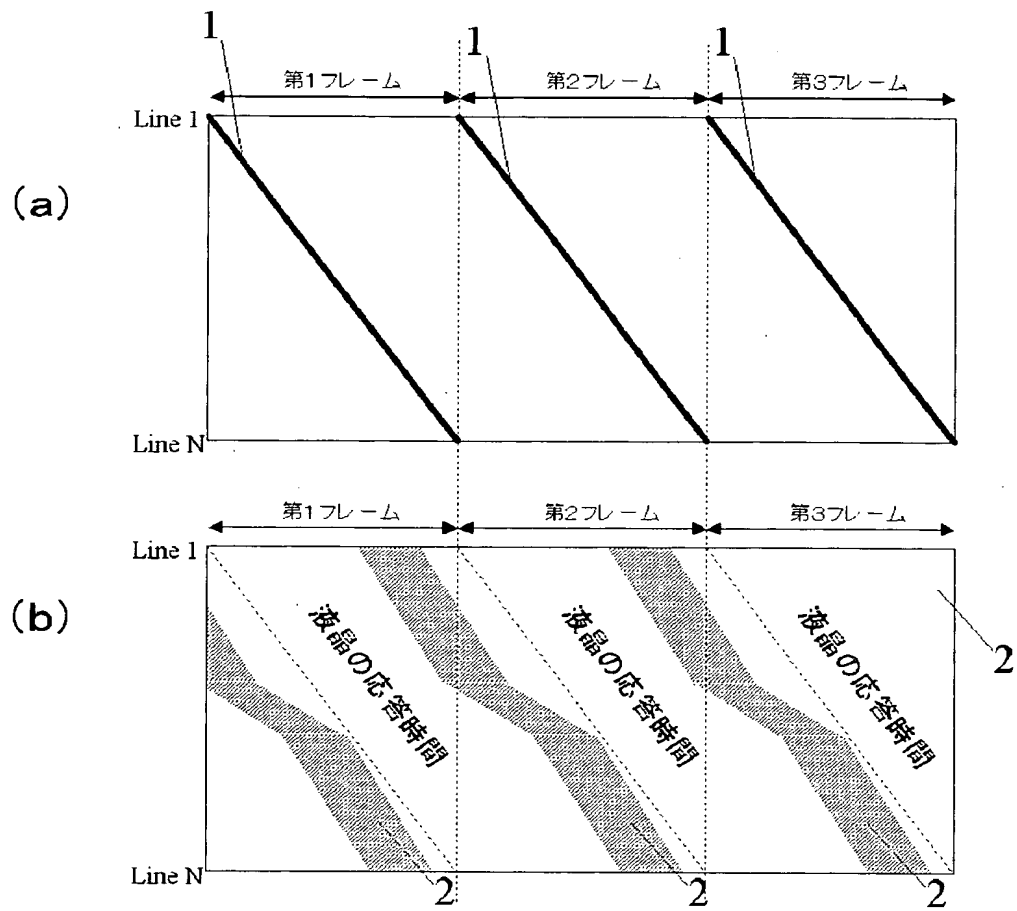 1
1
1
第1フレーム
第2フレーム
第3フレーム
Line 1
(a)
Line N
第1フレーム
第2フレーム
第3フレーム
Line 1
(b)
液晶の応答時間
液晶の応答時間
液晶の応答時間
2
Line N
2
2
2